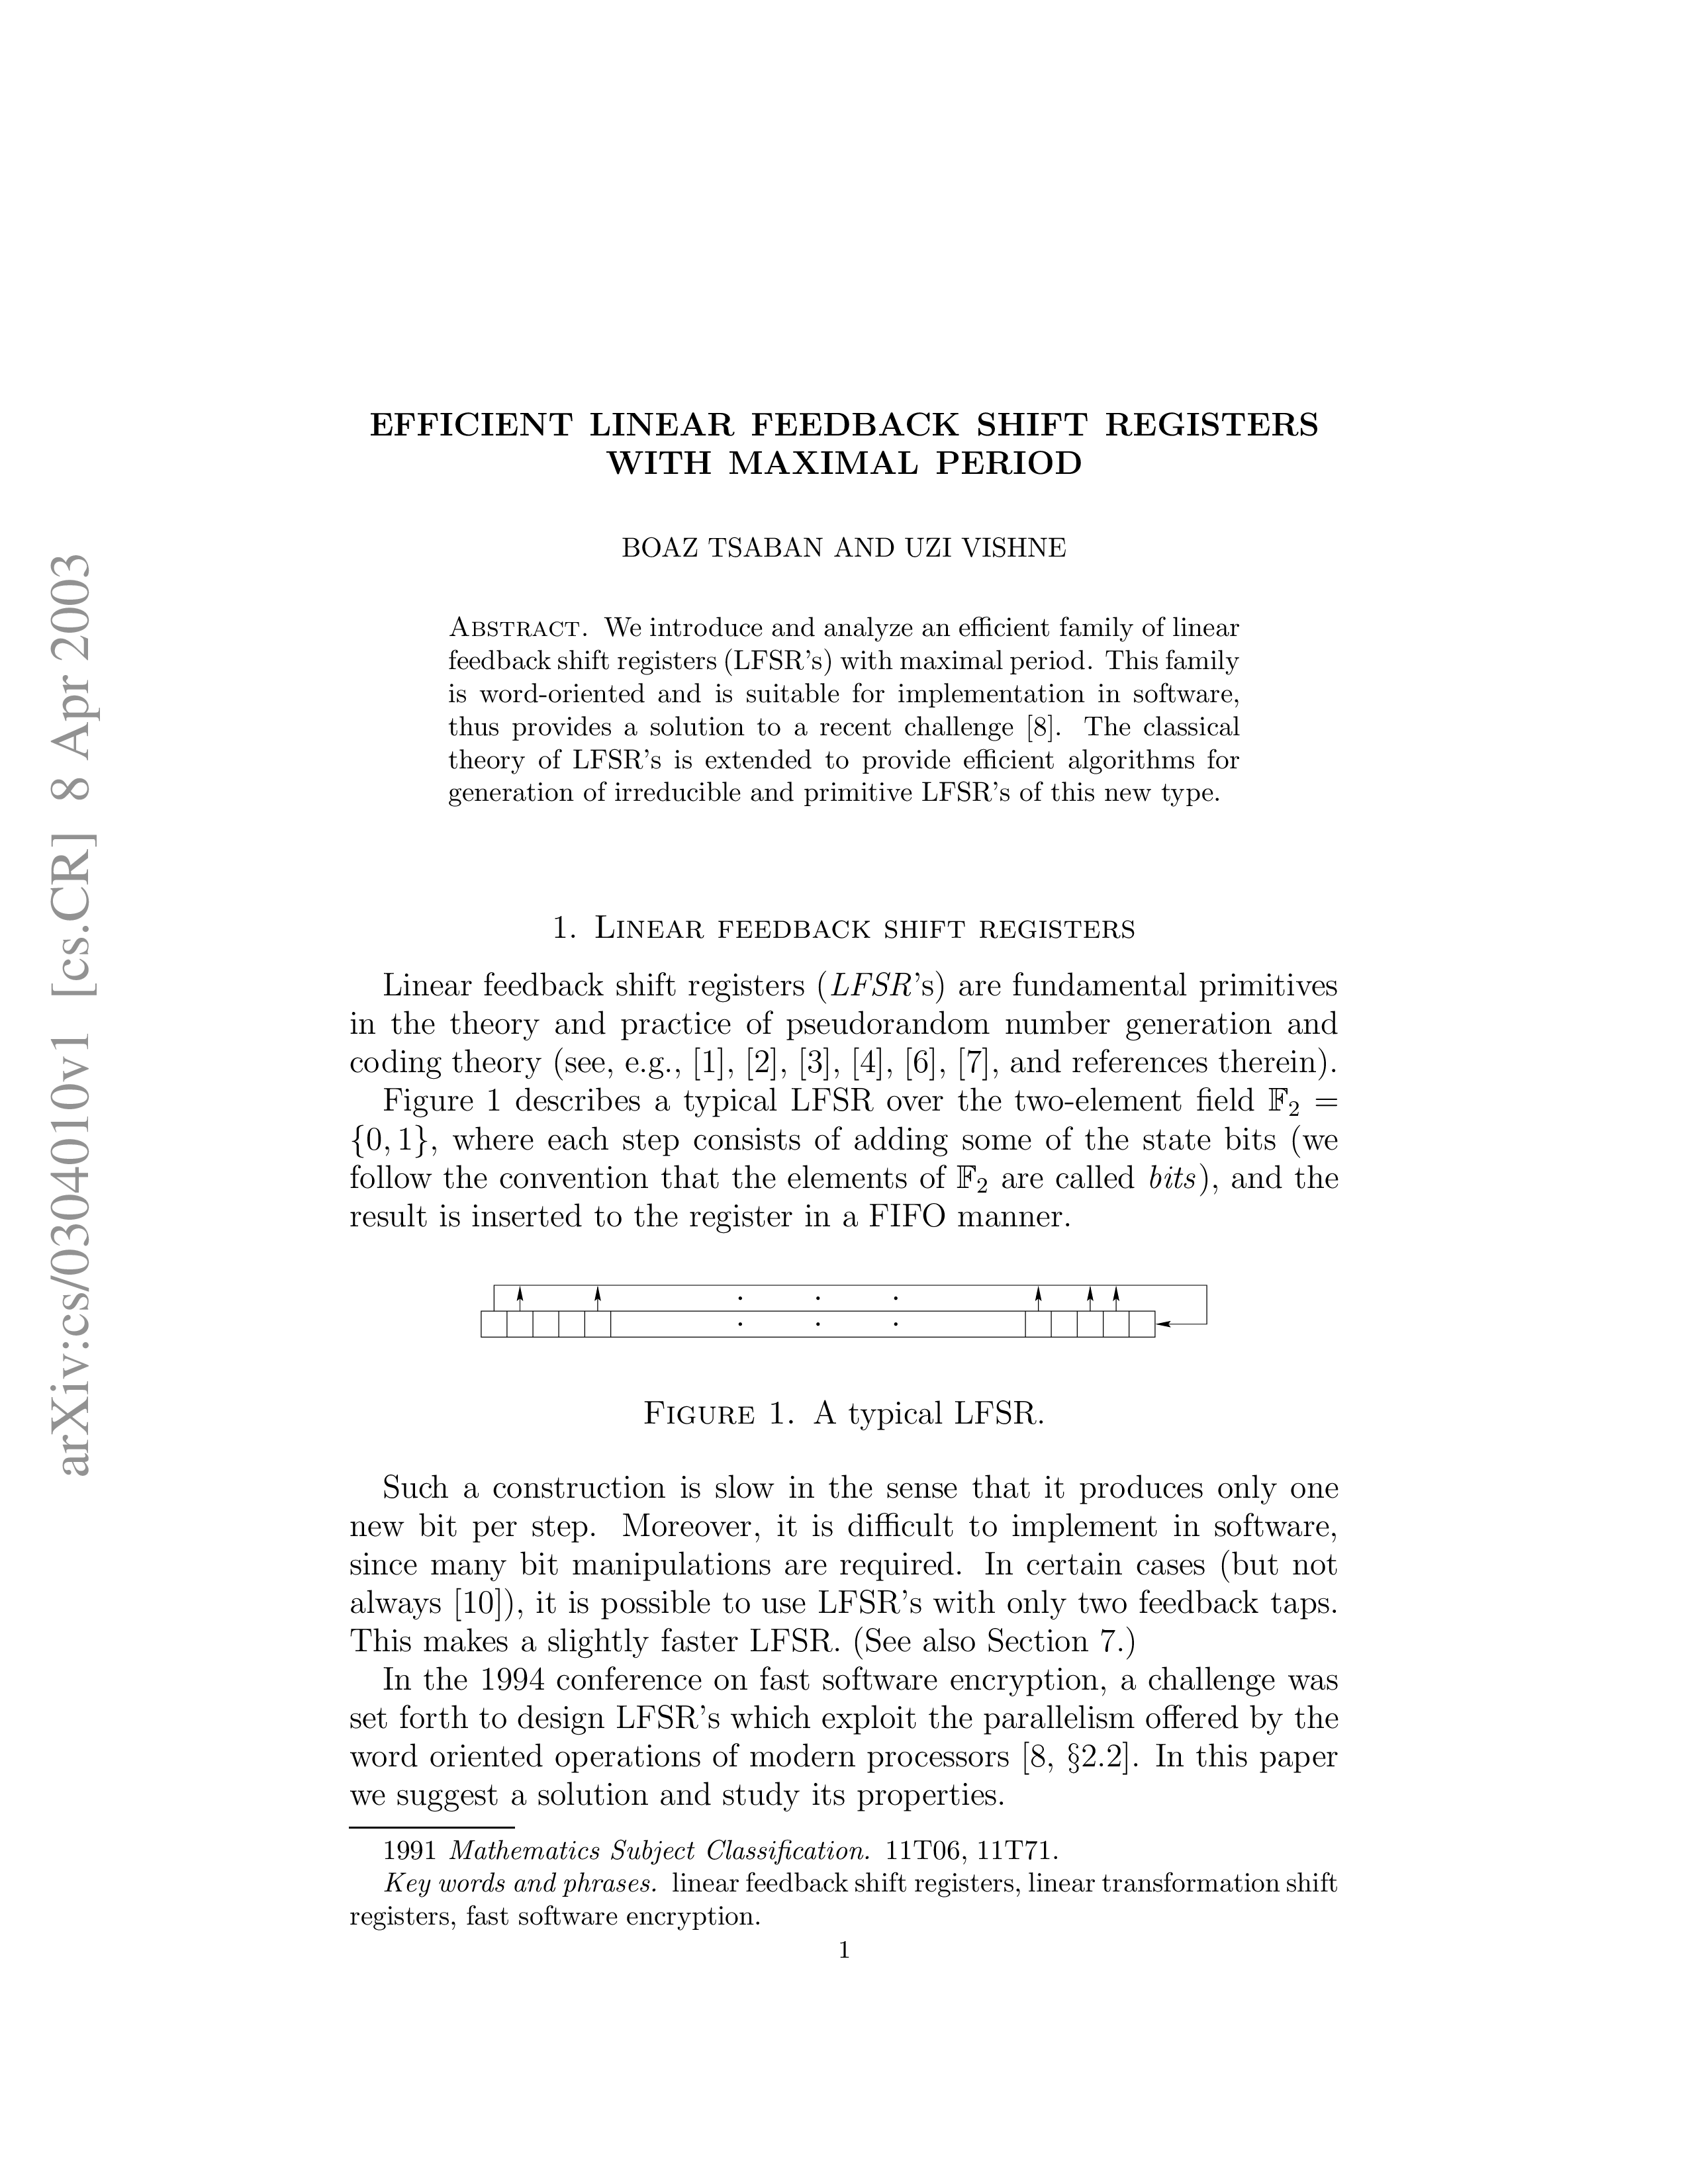 arXiv:cs/0304010v1 [cs.CR] 8 Apr 2003
EFFICIENT LINEAR FEEDBACK SHIFT REGISTERS
WITH MAXIMAL PERIOD
BOAZ TSABAN AND UZI VISHNE
ABSTRACT. We introduce and analyze an efficient family of linear
feedback shift registers (LFSR's) with maximal period. This family
is word-oriented and is suitable for implementation in software,
thus provides a solution to a recent challenge [8]. The classical
theory of LFSR's is extended to provide efficient algorithms for
generation of irreducible and primitive LFSR's of this new type.
1. LINEAR FEEDBACK SHIFT REGISTERS
Linear feedback shift registers (LFSR's) are fundamental primitives
in the theory and practice of pseudorandom number generation and
coding theory (see, e.g., [1], [2], [3], [4], [6], [7], and references therein).
Figure 1 describes a typical LFSR over the two-element field 𝔽₂ =
{0, 1}, where each step consists of adding some of the state bits (we
follow the convention that the elements of 𝔽₂ are called bits), and the
result is inserted to the register in a FIFO manner.
FIGURE 1. A typical LFSR.
Such a construction is slow in the sense that it produces only one
new bit per step. Moreover, it is difficult to implement in software,
since many bit manipulations are required. In certain cases (but not
always [10]), it is possible to use LFSR's with only two feedback taps.
This makes a slightly faster LFSR. (See also Section 7.)
In the 1994 conference on fast software encryption, a challenge was
set forth to design LFSR's which exploit the parallelism offered by the
word oriented operations of modern processors [8, §2.2]. In this paper
we suggest a solution and study its properties.
1991 Mathematics Subject Classification. 11T06, 11T71.
Key words and phrases. linear feedback shift registers, linear transformation shift
registers, fast software encryption.
1